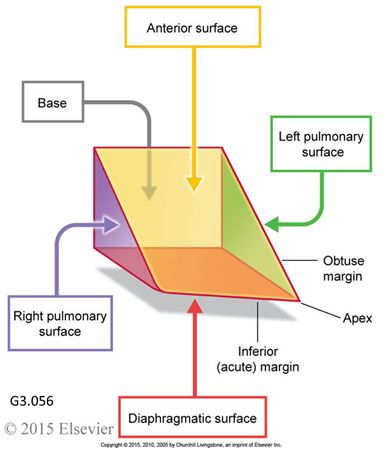 Anterior surface
Base
Left pulmonary
surface
Obtuse
margin
Apex
Right pulmonary
surface
Inferior
(acute) margin
G3.056
Diaphragmatic surface
© 2015 Elsevier
Copyright © 2015, 2010, 2005 by Churchill Livingstone, an imprint of Elsevier Inc.